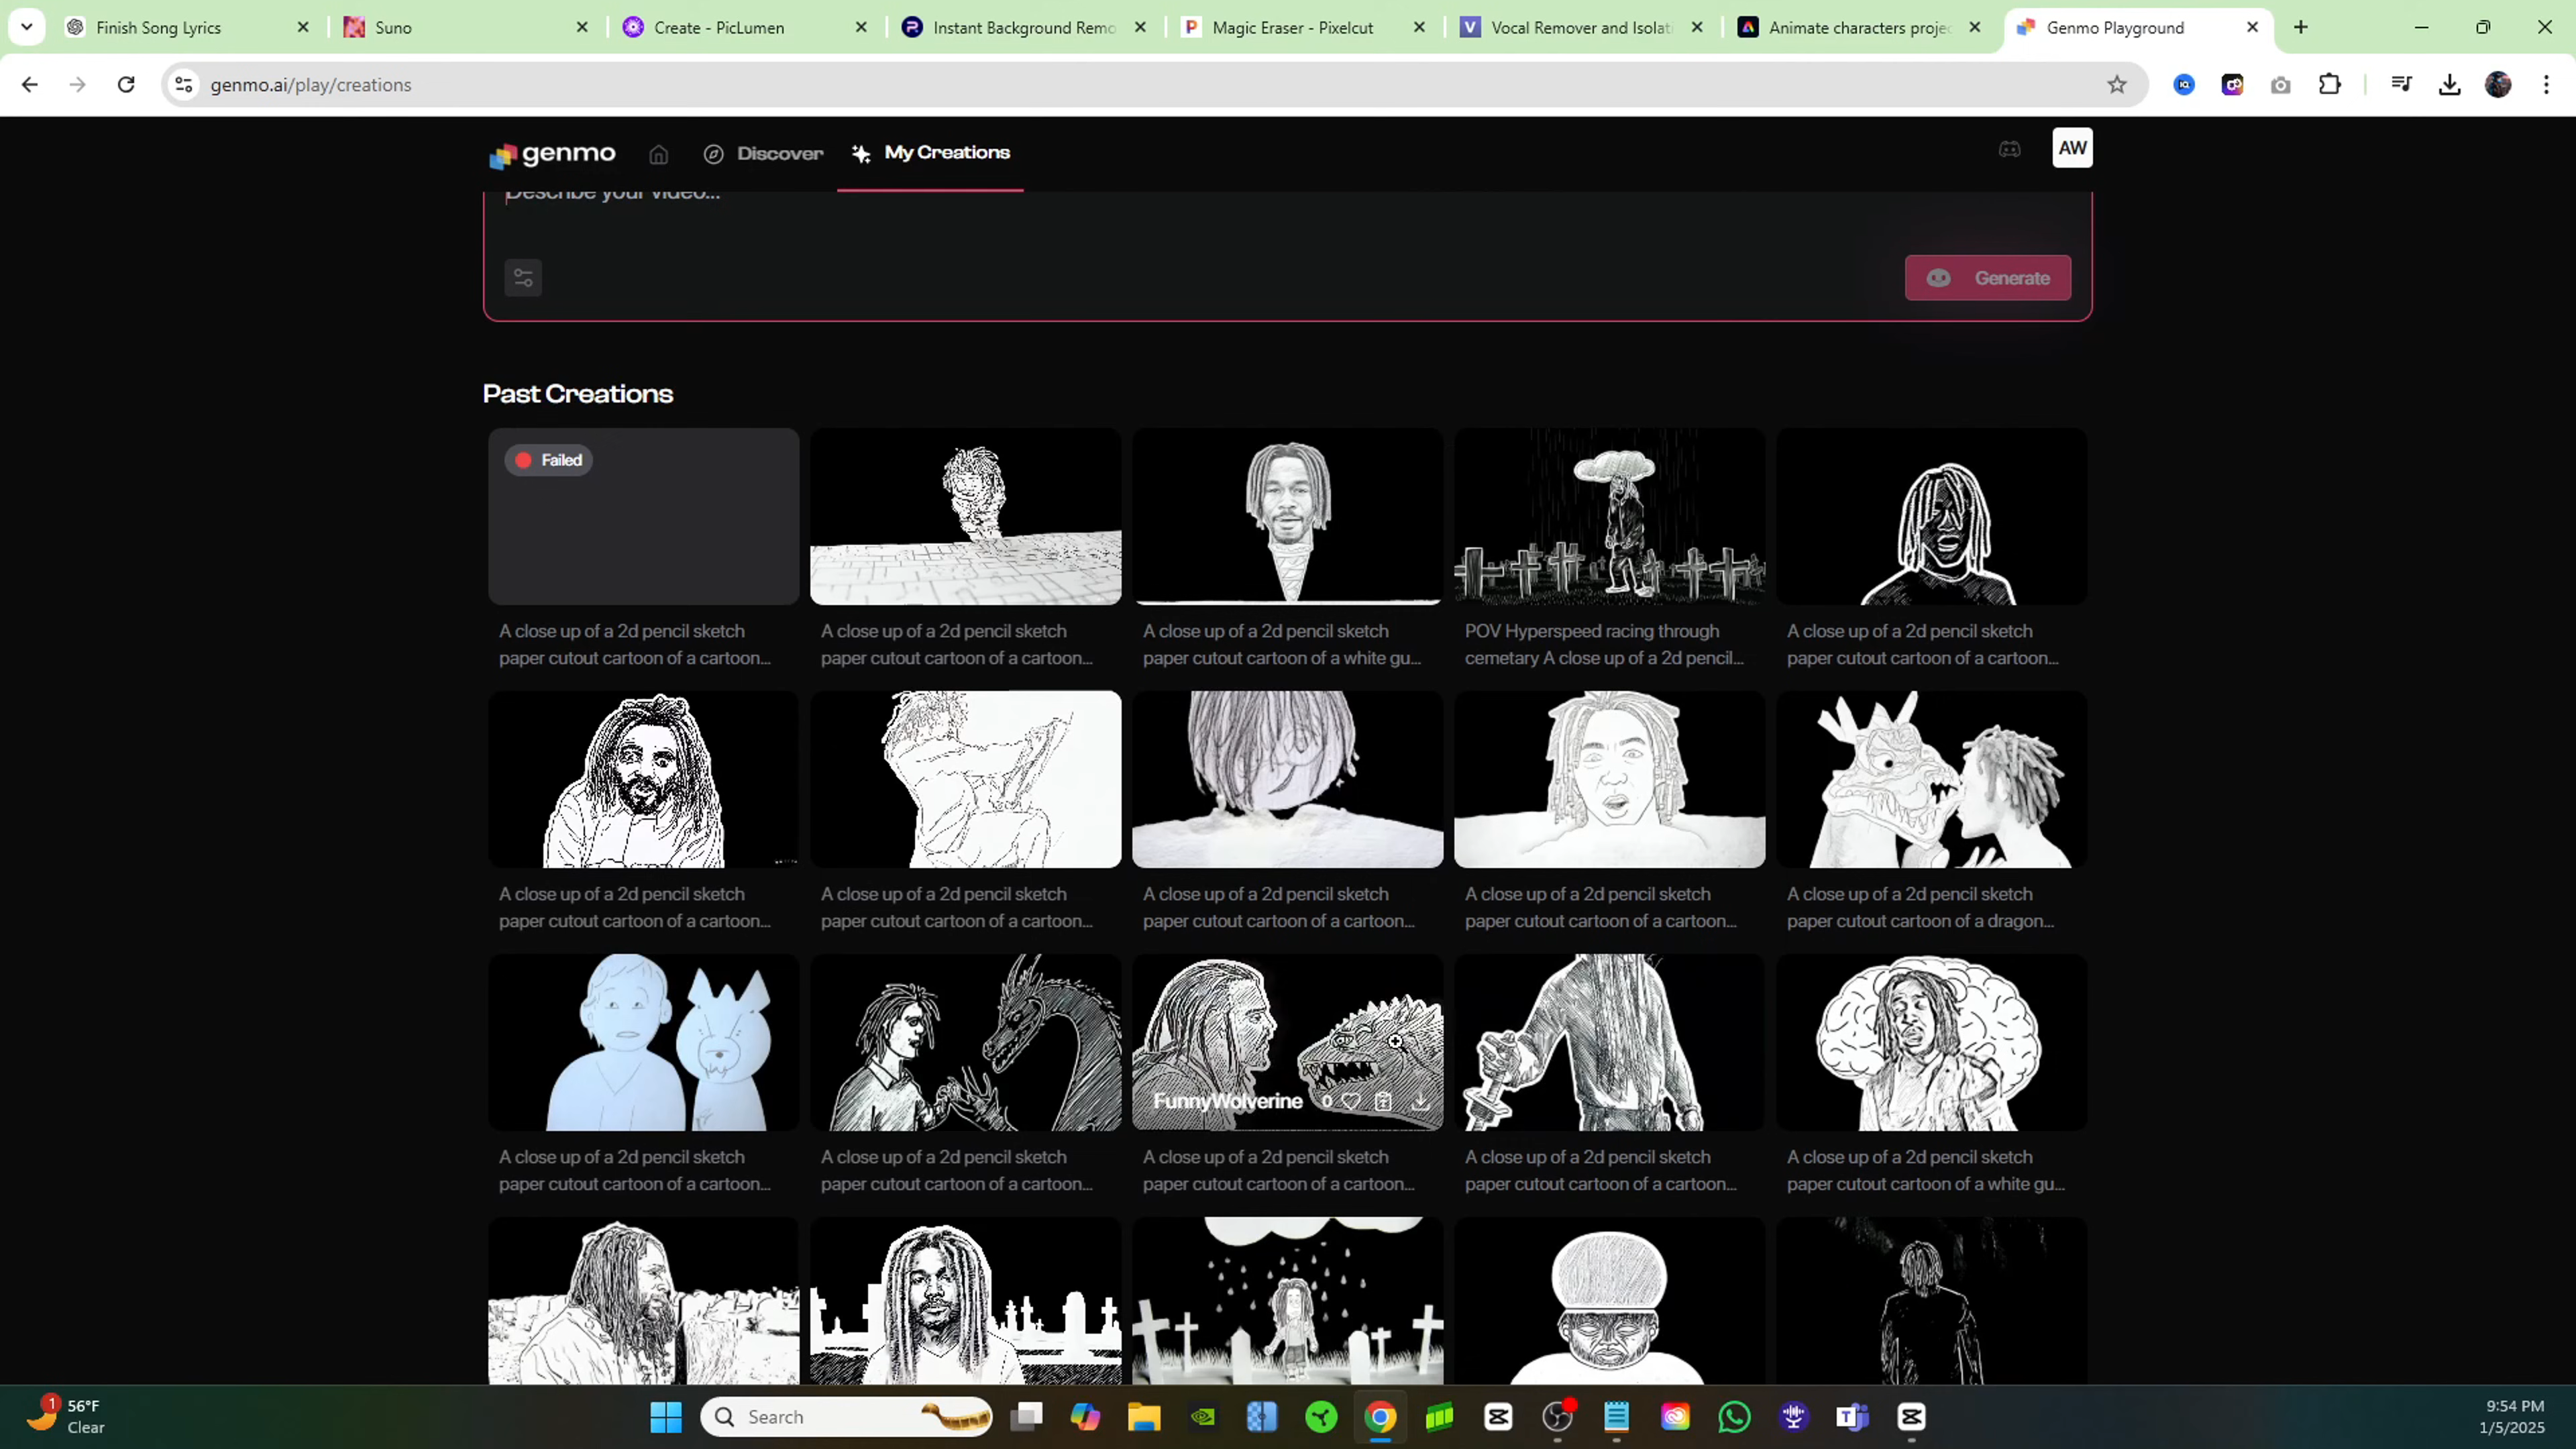 Finish Song Lyrics
Suno
Create - PicLumen
Instant Background Remo
Magic Eraser - Pixelcut
Vocal Remover and Isolati
Animate characters projec
Genmo Playground
genmo.ai/play/creations
genmo
Discover
My Creations
AW
Describe your video...
Generate
Past Creations
Failed
A close up of a 2d pencil sketch
paper cutout cartoon of a cartoon...
A close up of a 2d pencil sketch
paper cutout cartoon of a cartoon...
A close up of a 2d pencil sketch
paper cutout cartoon of a white gu...
POV Hyperspeed racing through
cemetary A close up of a 2d pencil...
A close up of a 2d pencil sketch
paper cutout cartoon of a cartoon...
A close up of a 2d pencil sketch
paper cutout cartoon of a cartoon...
A close up of a 2d pencil sketch
paper cutout cartoon of a cartoon...
A close up of a 2d pencil sketch
paper cutout cartoon of a cartoon...
A close up of a 2d pencil sketch
paper cutout cartoon of a cartoon...
A close up of a 2d pencil sketch
paper cutout cartoon of a dragon...
FunnyWolverine 0
A close up of a 2d pencil sketch
paper cutout cartoon of a cartoon...
A close up of a 2d pencil sketch
paper cutout cartoon of a cartoon...
A close up of a 2d pencil sketch
paper cutout cartoon of a cartoon...
A close up of a 2d pencil sketch
paper cutout cartoon of a cartoon...
A close up of a 2d pencil sketch
paper cutout cartoon of a white gu...
1
56°F
Clear
Search
9:54 PM
1/5/2025